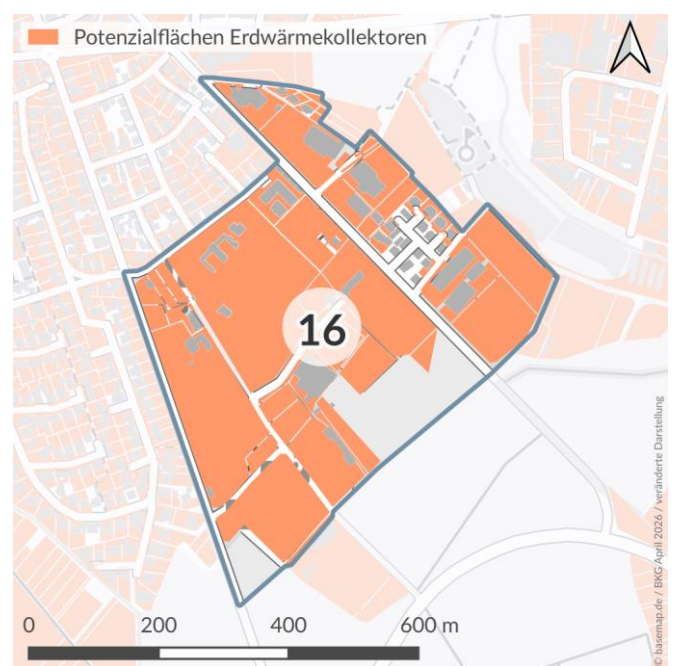 Potenzialflächen Erdwärmekollektoren
16
0 200 400 600 m
© basemap.de / BKG April 2026 / veränderte Darstellung